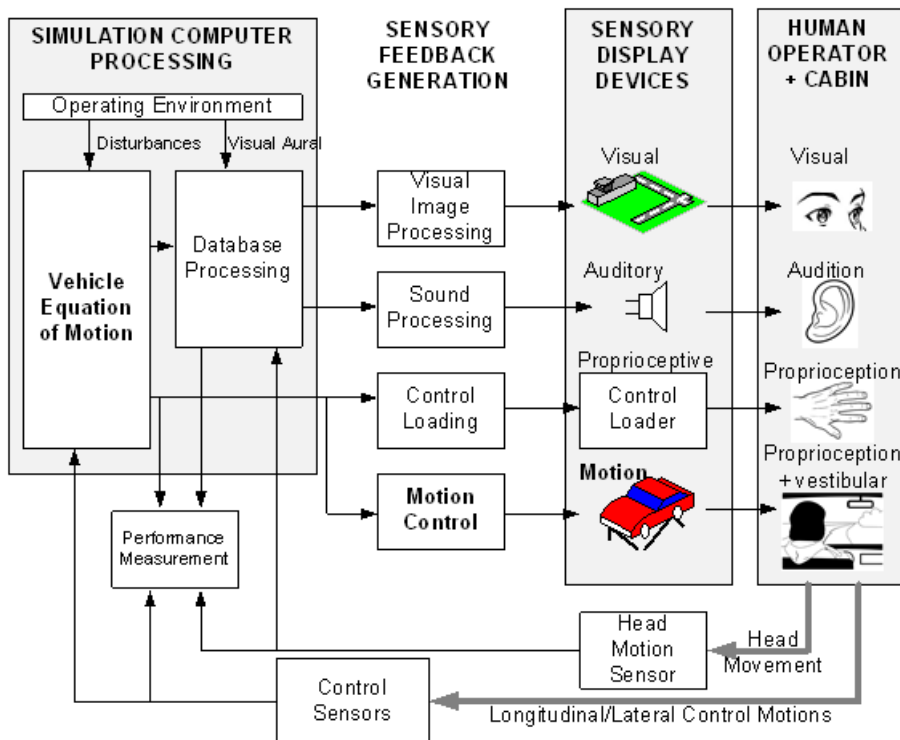 SIMULATION COMPUTER
PROCESSING
SENSORY
FEEDBACK
GENERATION
SENSORY
DISPLAY
DEVICES
HUMAN
OPERATOR
+ CABIN
Operating Environment
Disturbances
Visual Aural
Vehicle
Equation
of Motion
Database
Processing
Visual
Image
Processing
Visual
Visual
Sound
Processing
Auditory
Audition
Control
Loading
Proprioceptive
Control
Loader
Proprioception
Motion
Control
Motion
Proprioception
+ vestibular
Performance
Measurement
Head
Motion
Sensor
Head
Movement
Control
Sensors
Longitudinal/Lateral Control Motions